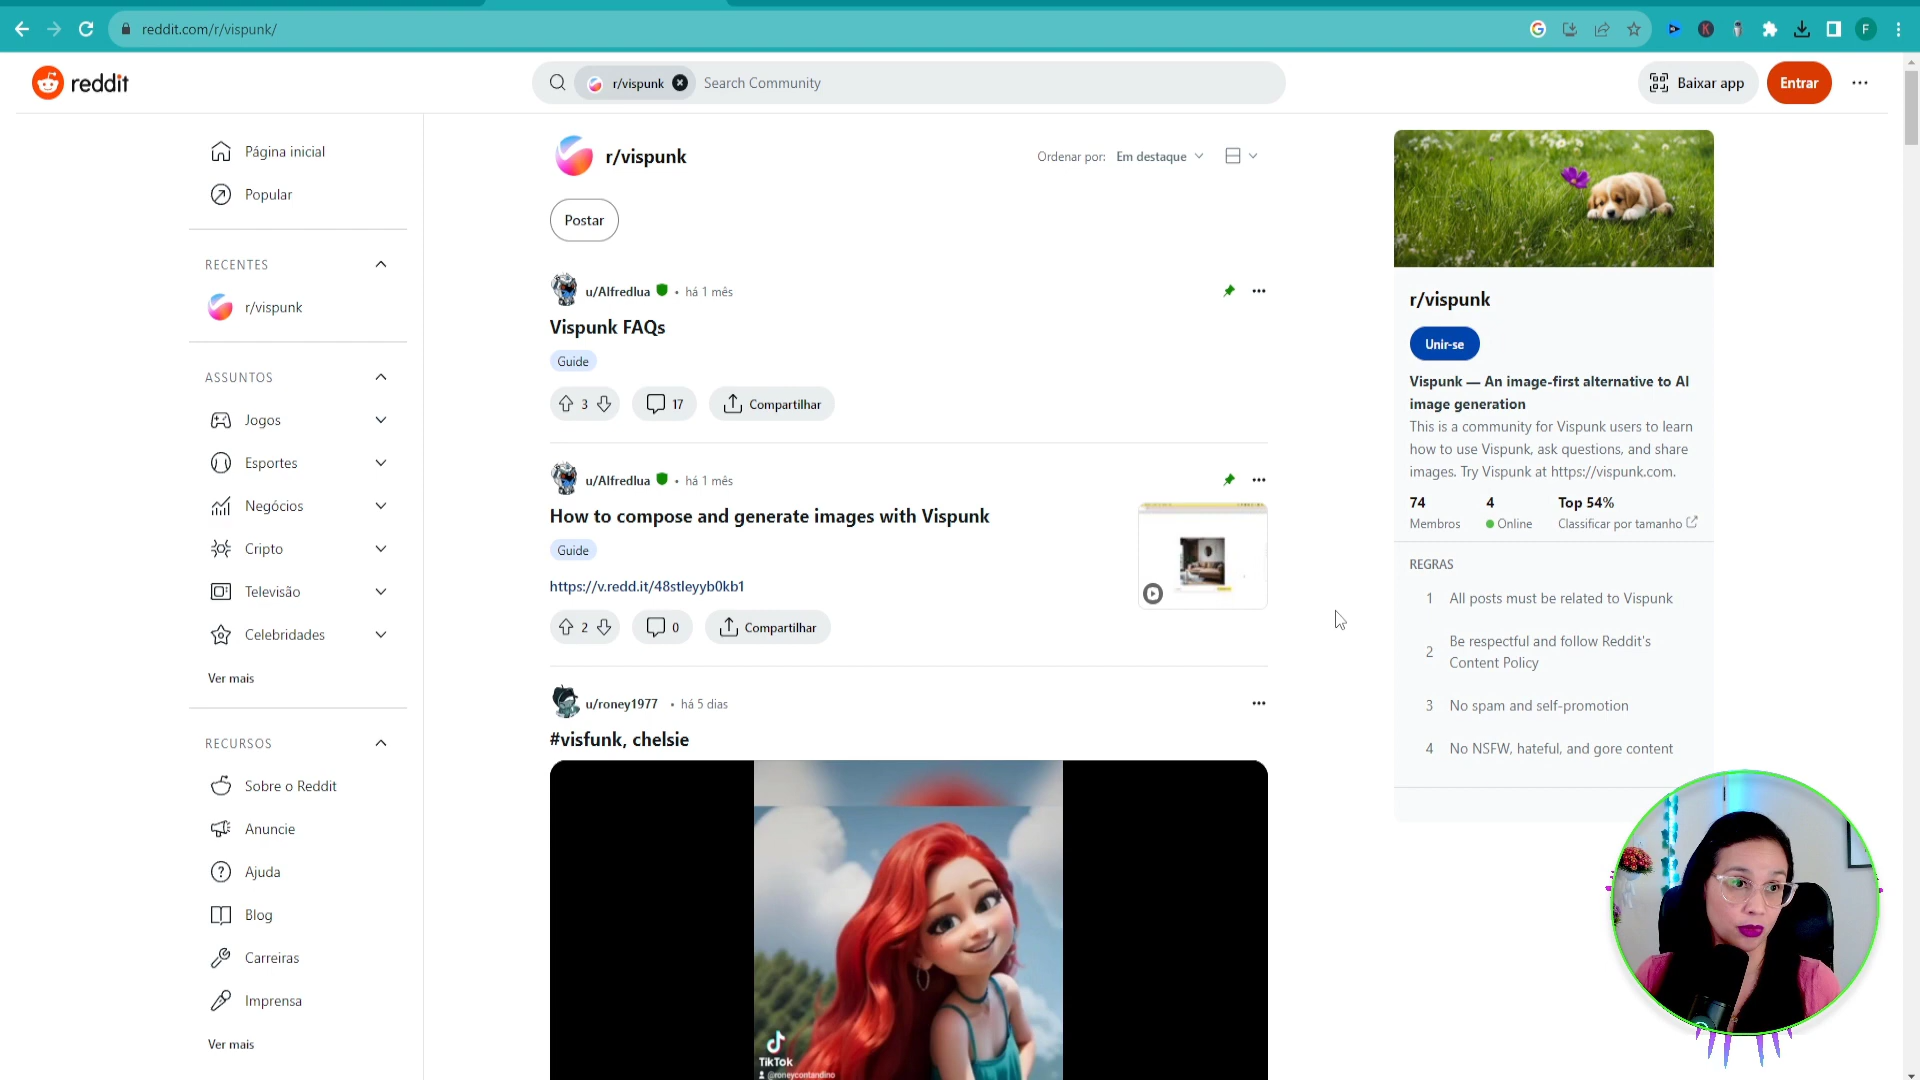 reddit.com/r/vispunk/
F
reddit
r/vispunk
Search Community
Baixar app
Entrar
Página inicial
Popular
RECENTES
r/vispunk
ASSUNTOS
Jogos
Esportes
Negócios
Cripto
Televisão
Celebridades
Ver mais
RECURSOS
Sobre o Reddit
Anuncie
Ajuda
Blog
Carreiras
Imprensa
Ver mais
r/vispunk
Ordenar por: Em destaque
Postar
u/Alfredlua • há 1 mês
Vispunk FAQs
Guide
3
17
Compartilhar
u/Alfredlua • há 1 mês
How to compose and generate images with Vispunk
Guide
https://v.redd.it/48stleyyb0kb1
2
0
Compartilhar
u/roney1977 • há 5 dias
#visfunk, chelsie
TikTok
@roneycontandino
r/vispunk
Unir-se
Vispunk — An image-first alternative to AI
image generation
This is a community for Vispunk users to learn
how to use Vispunk, ask questions, and share
images. Try Vispunk at https://vispunk.com.
74
4
Top 54%
Membros
Online
Classificar por tamanho
REGRAS
1 All posts must be related to Vispunk
2 Be respectful and follow Reddit's
Content Policy
3 No spam and self-promotion
4 No NSFW, hateful, and gore content